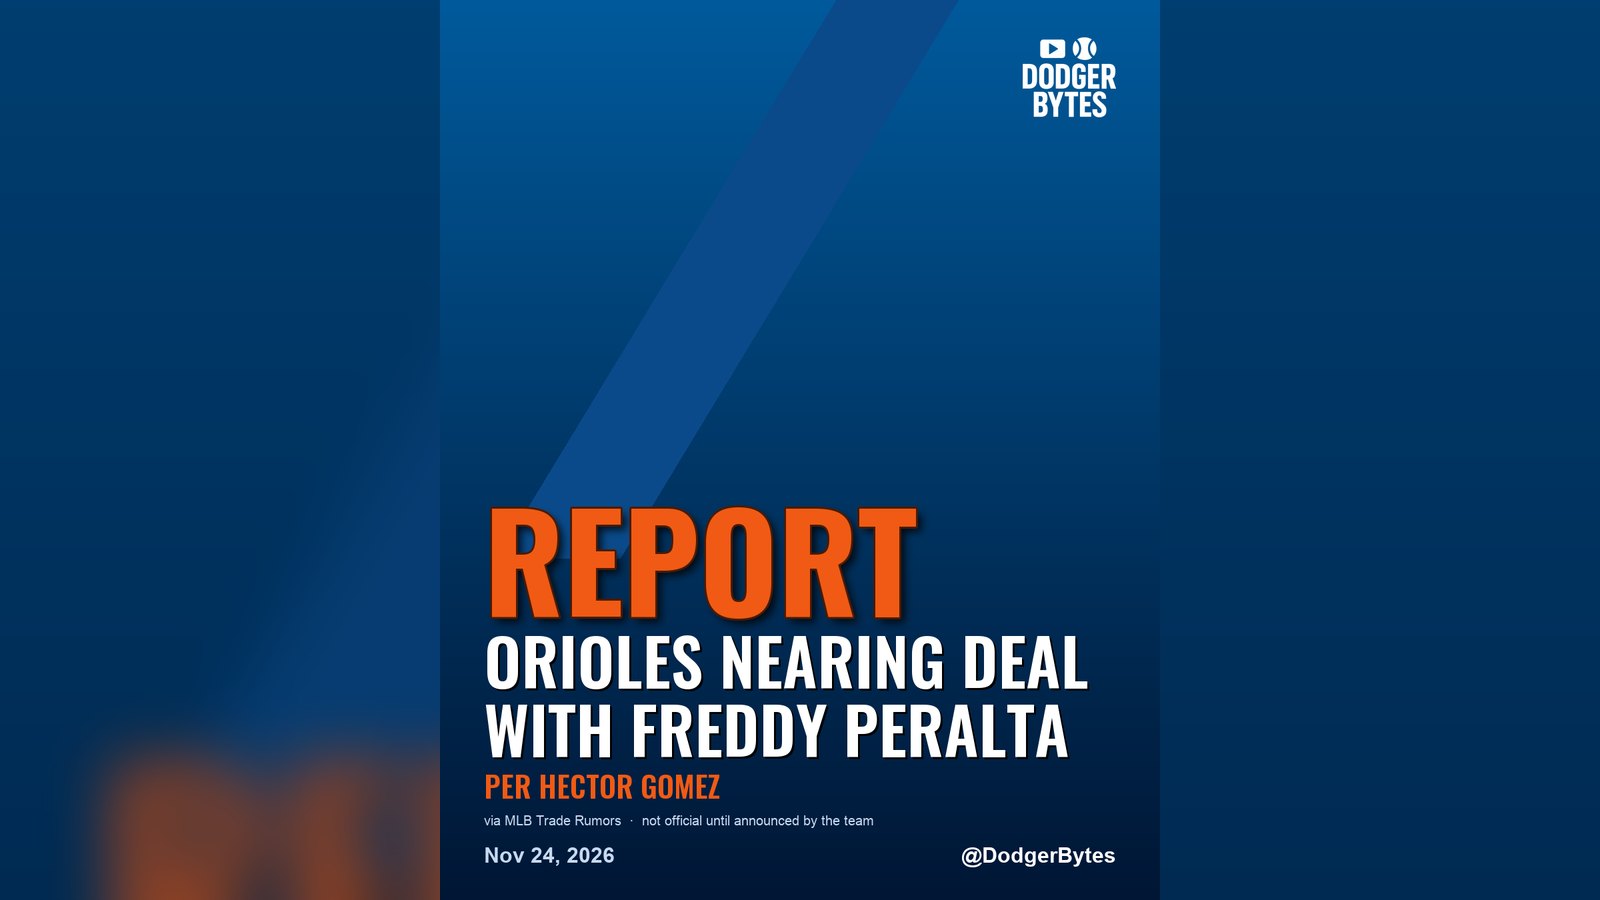 DODGER
BYTES
REPORT
ORIOLES NEARING DEAL
WITH FREDDY PERALTA
PER HECTOR GOMEZ
via MLB Trade Rumors · not official until announced by the team
Nov 24, 2026
@DodgerBytes